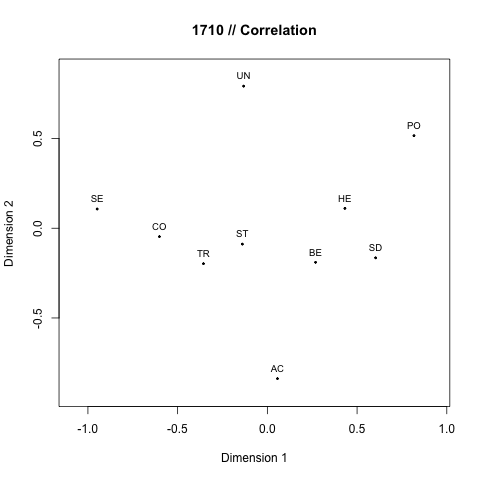 1710 // Correlation
UN
PO
0.5
SE
HE
CO
ST
0.0
Dimension 2
TR
BE
SD
-0.5
AC
-1.0 -0.5 0.0 0.5 1.0
Dimension 1